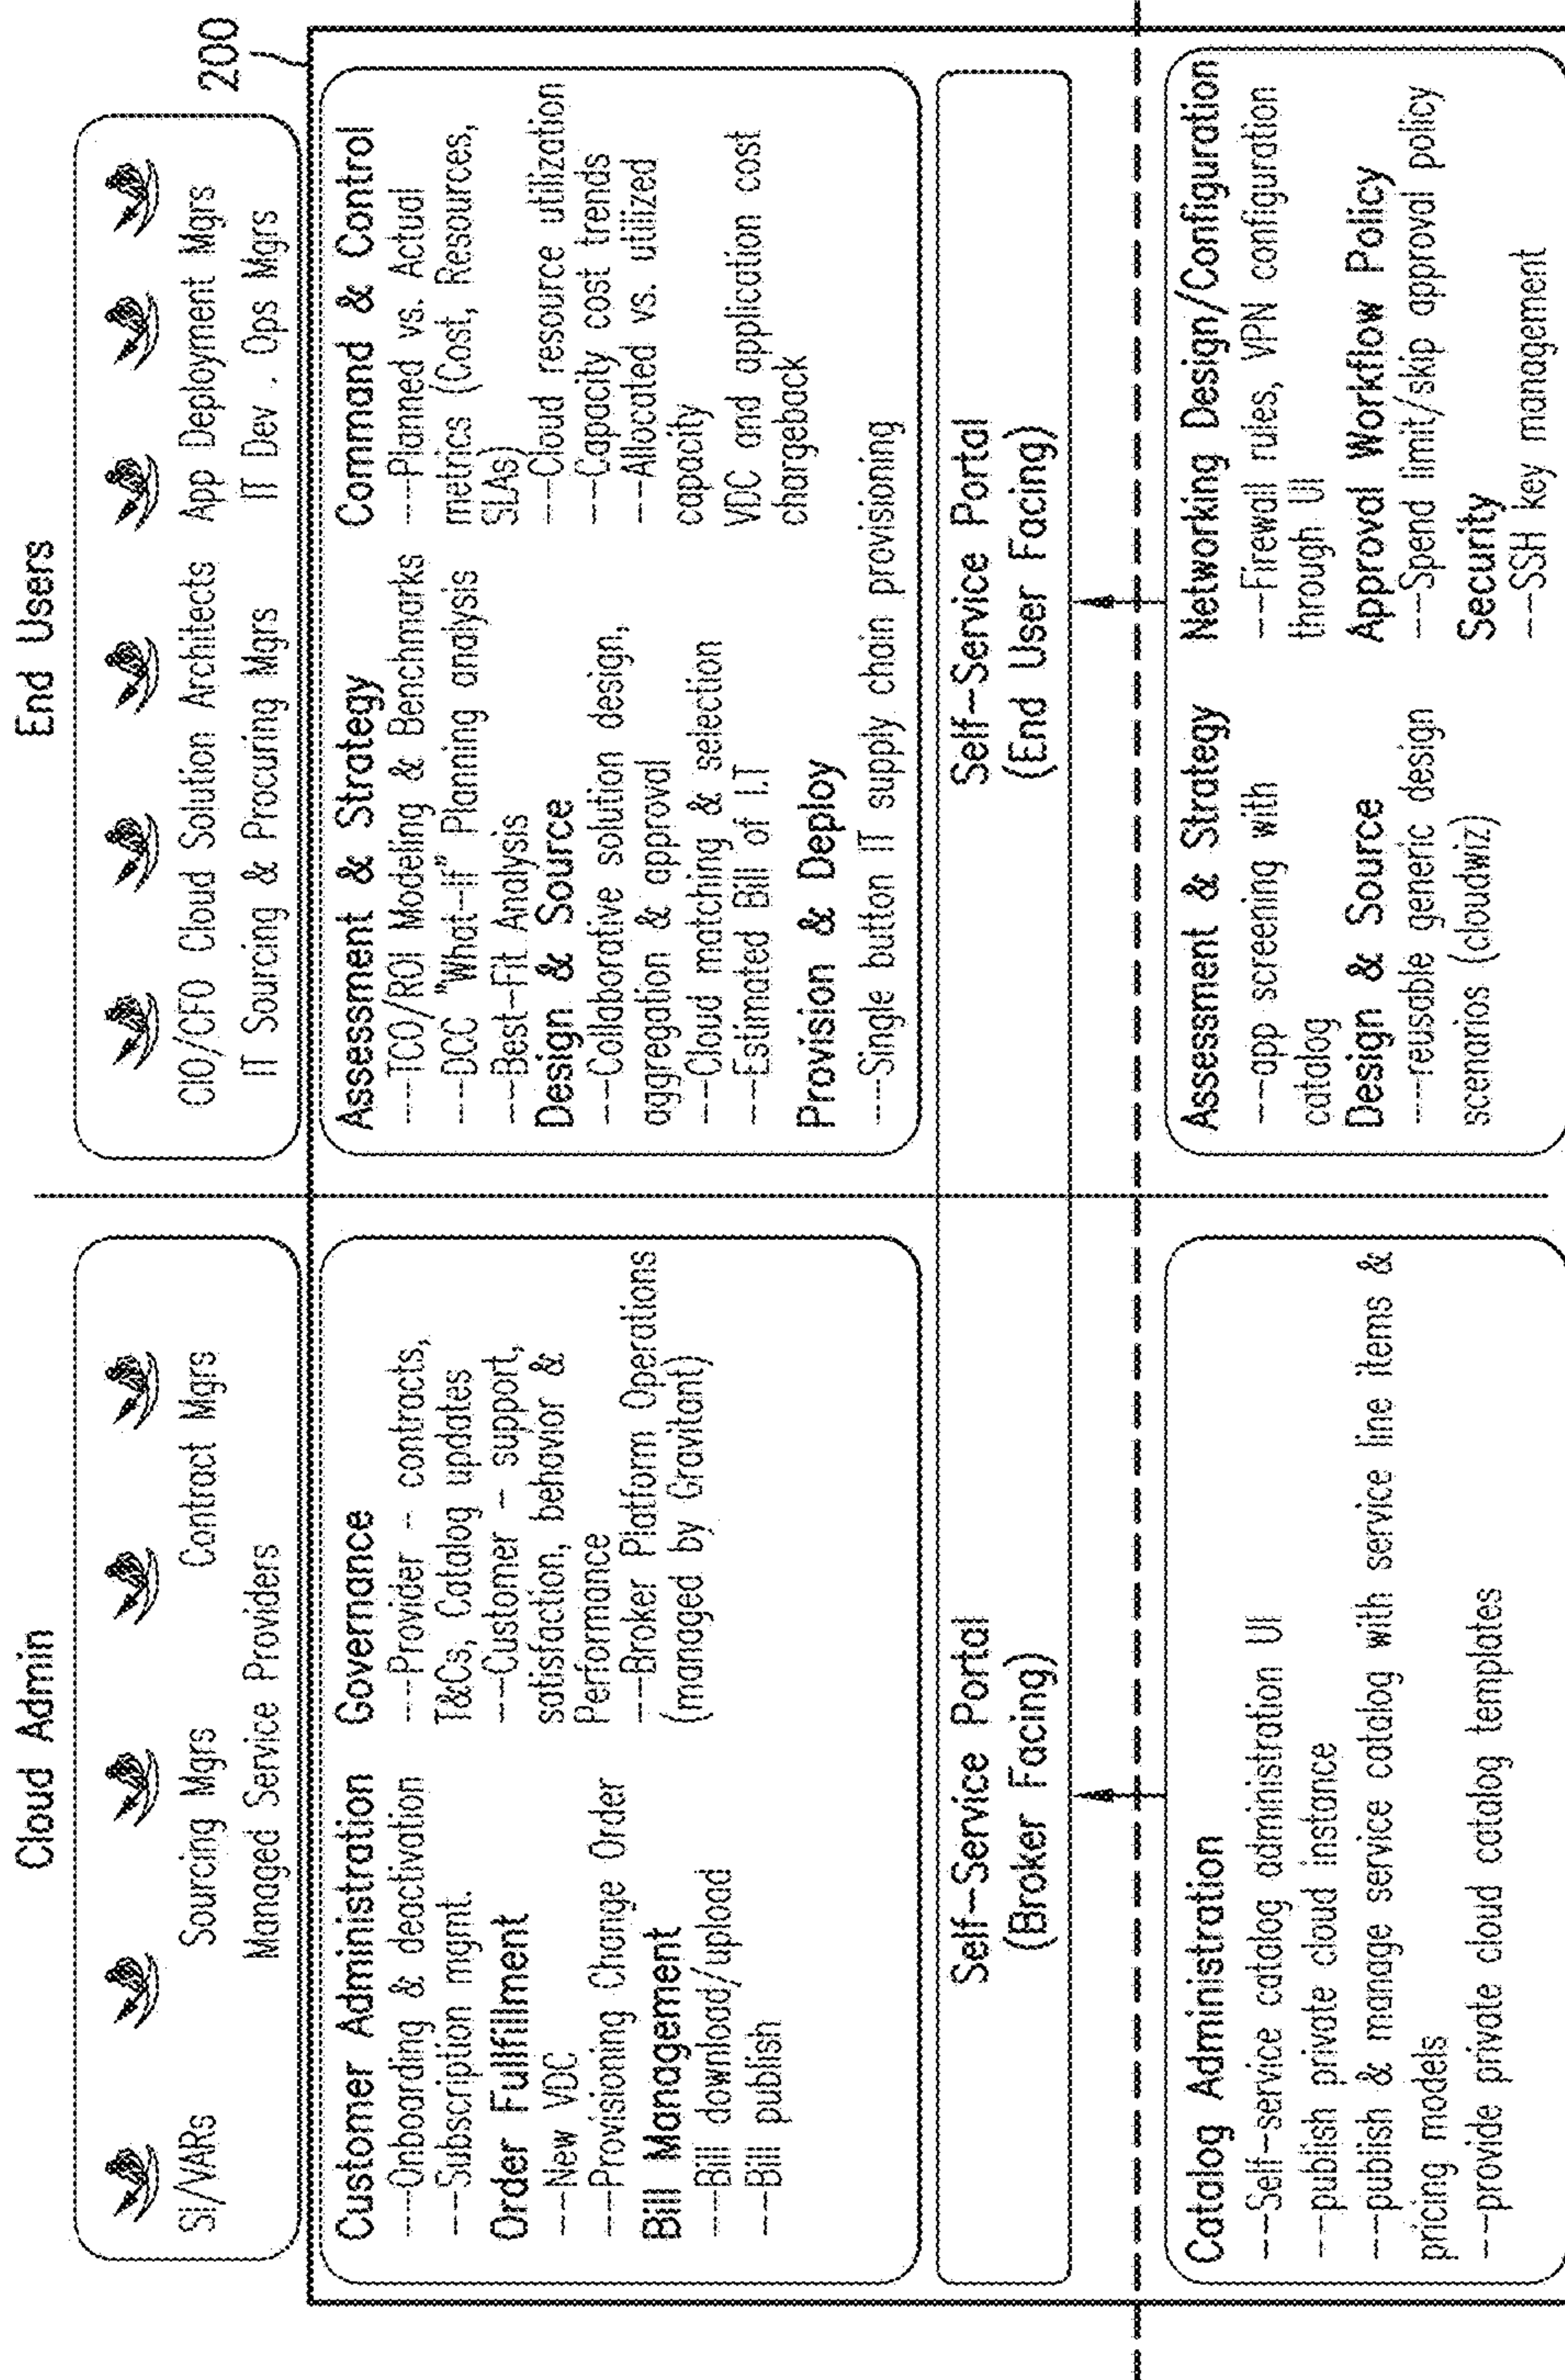 Cloud Admin
SI/VARs
Sourcing Mgrs
Contract Mgrs
Managed Service Providers
End Users
CIO/CFO Cloud Solution Architects App Deployment Mgrs
IT Sourcing & Procuring Mgrs IT Dev . Ops Mgrs
200
Customer Administration
---Onboarding & deactivation
---Subscription mgmt.
Order Fullfillment
---New VDC
---Provisioning Change Order
Bill Management
---Bill download/upload
---Bill publish
Governance
---Provider - contracts,
T&Cs, Catalog updates
---Customer - support,
satisfaction, behavior &
Performance
---Broker Platform Operations
(managed by Gravitant)
Assessment & Strategy
---TCO/ROI Modeling & Benchmarks
---DCC "What-If" Planning analysis
---Best-Fit Analysis
Design & Source
---Collaborative solution design,
aggregation & approval
---Cloud matching & selection
---Estimated Bill of I.T
Provision & Deploy
---Single button IT supply chain provisioning
Command & Control
---Planned vs. Actual
metrics (Cost, Resources,
SLAs)
---Cloud resource utilization
---Capacity cost trends
---Allocated vs. utilized
capacity
VDC and application cost
chargeback
Self-Service Portal
(Broker Facing)
Self-Service Portal
(End User Facing)
Catalog Administration
---Self-service catalog administration UI
---publish private cloud instance
---publish & manage service catalog with service line items &
pricing models
---provide private cloud catalog templates
Assessment & Strategy
---app screening with
catalog
Design & Source
---reusable generic design
scenarios (cloudwiz)
Networking Design/Configuration
---Firewall rules, VPN configuration
through UI
Approval Workflow Policy
---Spend limit/skip approval policy
Security
---SSH key management